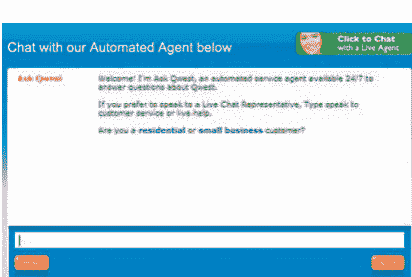 Chat with our Automated Agent below
Click to Chat
with a Live Agent
Ask Qwest
Welcome! I'm Ask Qwest, an automated service agent available 24/7 to
answer questions about Qwest.
If you prefer to speak to a Live Chat Representative, Type speak to
customer service or live help.
Are you a residential or small business customer?